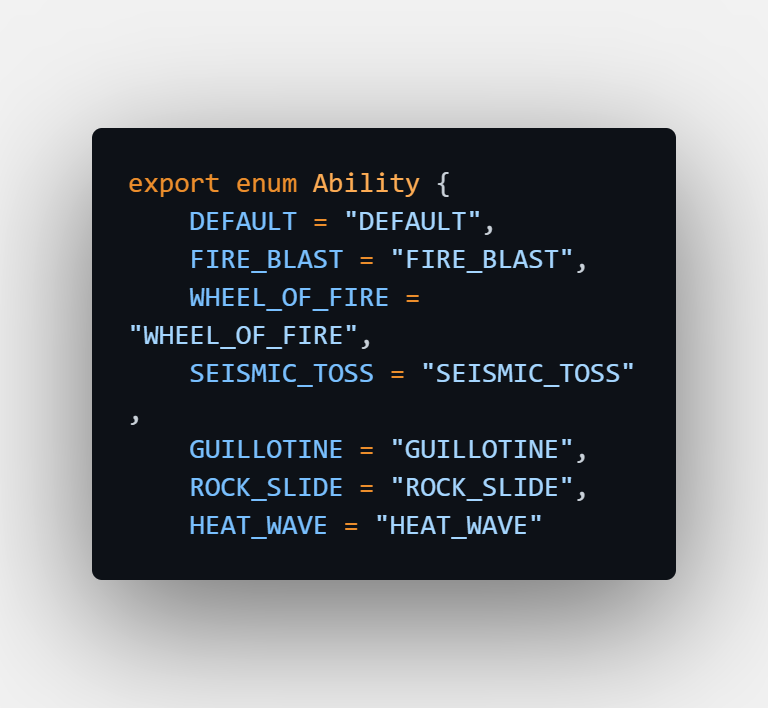 export enum Ability {
    DEFAULT = "DEFAULT",
    FIRE_BLAST = "FIRE_BLAST",
    WHEEL_OF_FIRE =
"WHEEL_OF_FIRE",
    SEISMIC_TOSS = "SEISMIC_TOSS"
,
    GUILLOTINE = "GUILLOTINE",
    ROCK_SLIDE = "ROCK_SLIDE",
    HEAT_WAVE = "HEAT_WAVE"